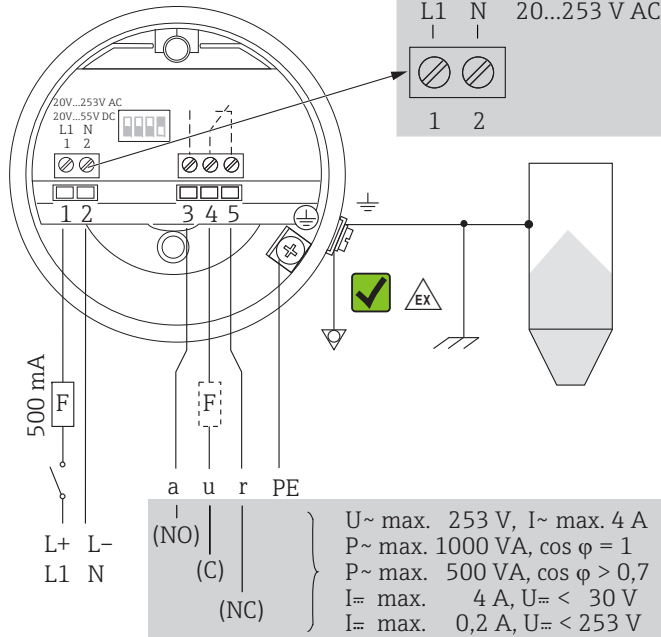 L1 N 20...253 V AC
1 2
20V...253V AC
20V...55V DC
L1 N
1 2
1 2 3 4 5
EX
500 mA
F
F
a u r PE
L+ L–
L1 N
(NO)
(C)
(NC)
U~ max. 253 V, I~ max. 4 A
P~ max. 1000 VA, cos φ = 1
P~ max. 500 VA, cos φ > 0,7
I⎓ max. 4 A, U⎓ < 30 V
I⎓ max. 0,2 A, U⎓ < 253 V